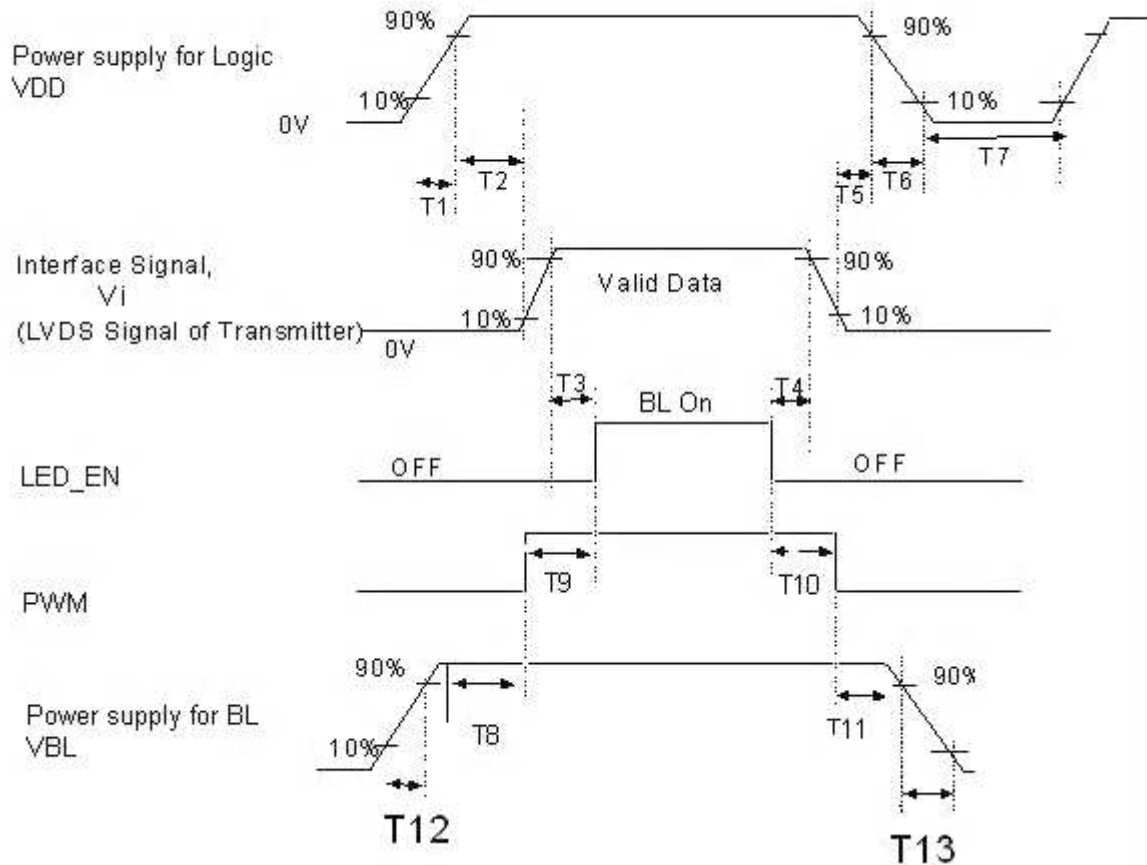 90%
90%
Power supply for Logic
VDD
10%
10%
0V
T1
T2
T5
T6
T7
Interface Signal,
Vi
(LVDS Signal of Transmitter)
90%
Valid Data
90%
10%
10%
0V
T3
T4
BL On
LED_EN
OFF
OFF
T9
T10
PWM
90%
90%
Power supply for BL
VBL
T8
T11
10%
T12
T13